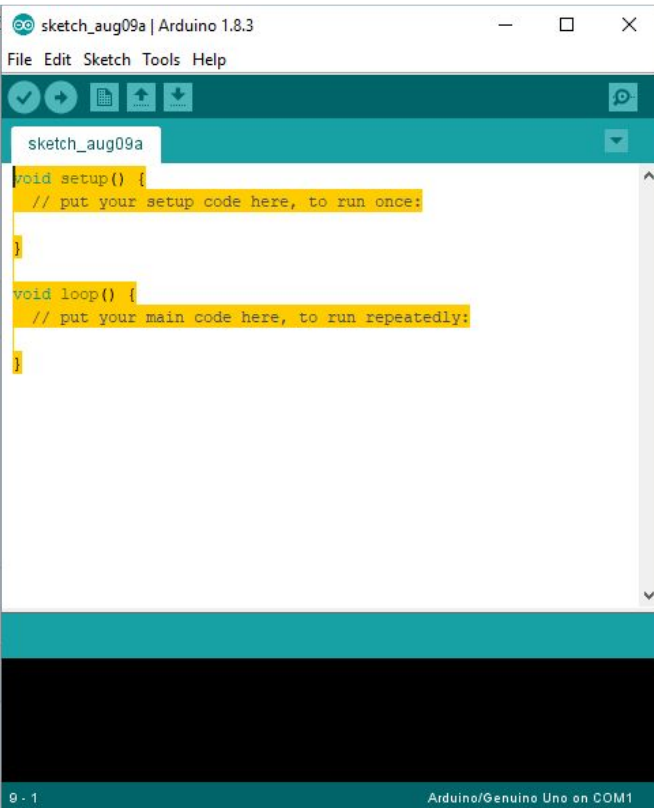 sketch_aug09a | Arduino 1.8.3
File Edit Sketch Tools Help
sketch_aug09a
void setup() {
  // put your setup code here, to run once:
}
void loop() {
  // put your main code here, to run repeatedly:
}
9 - 1 Arduino/Genuino Uno on COM1